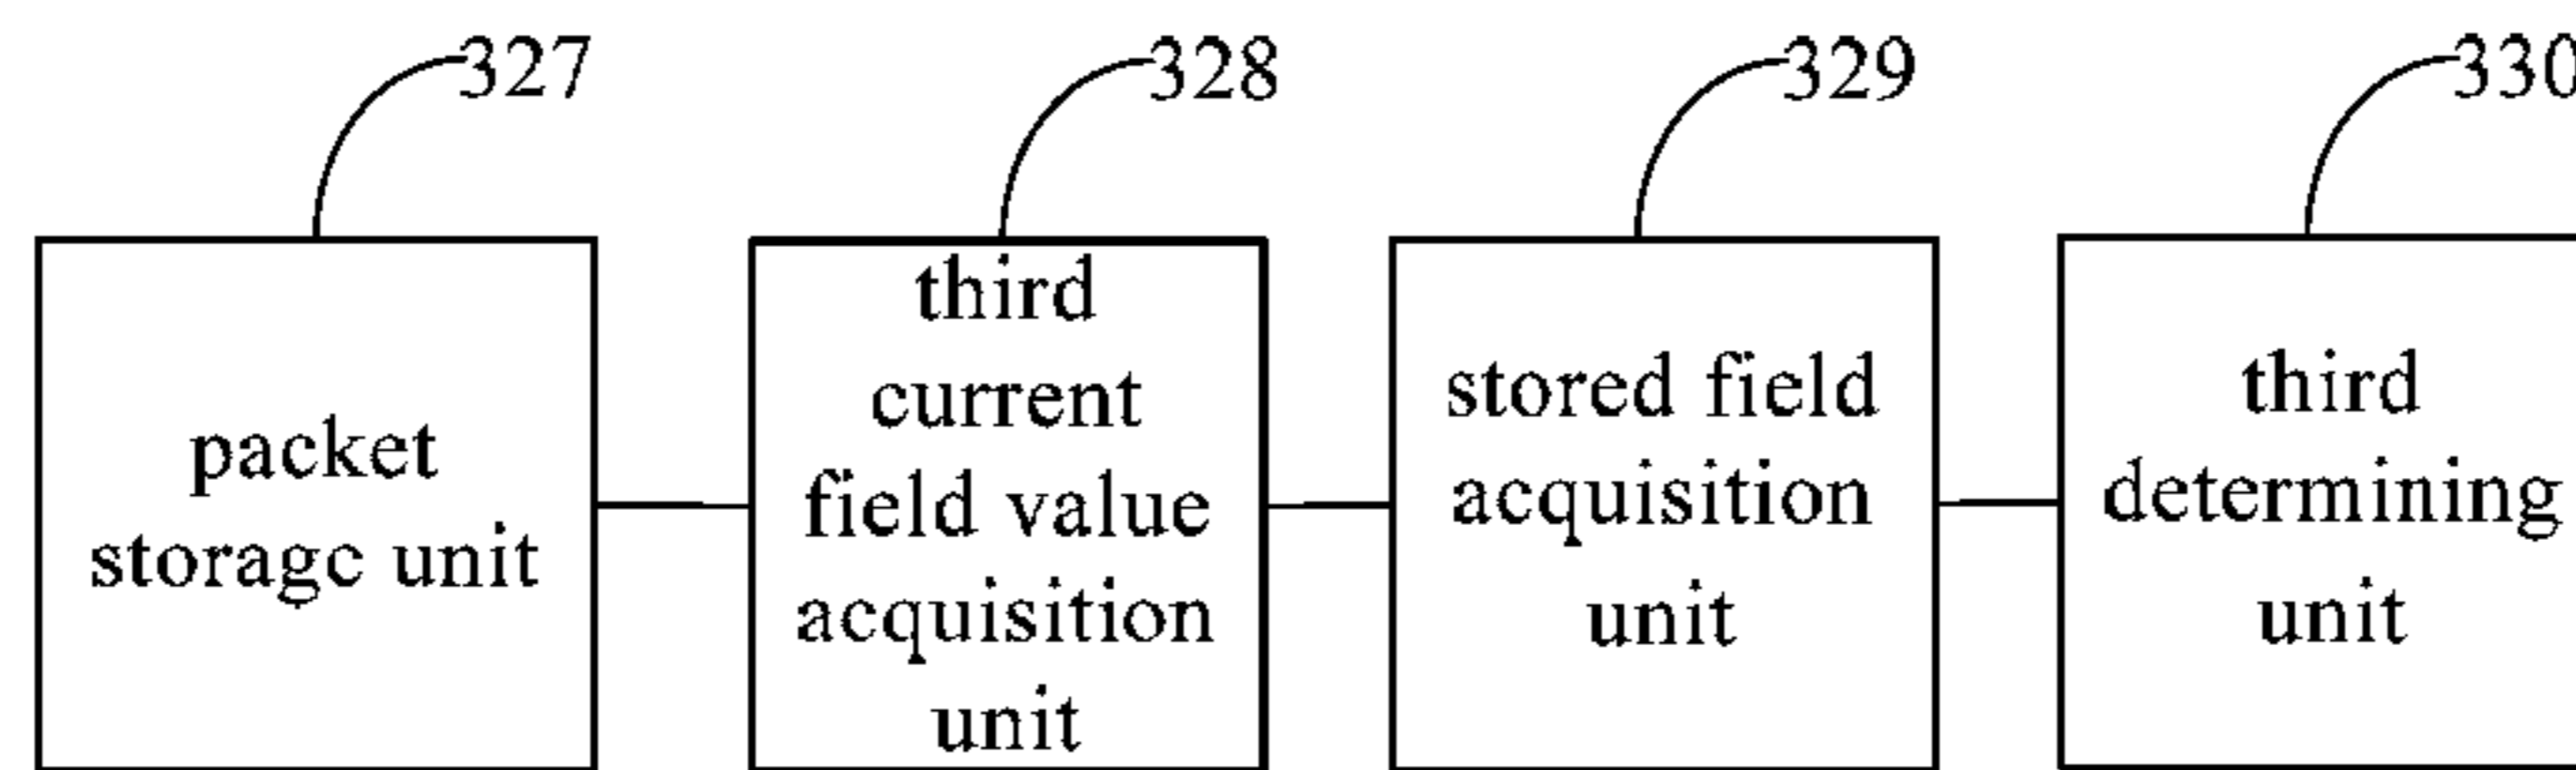 327
328
329
330
packet
storage unit
third
current
field value
acquisition
unit
stored field
acquisition
unit
third
determining
unit